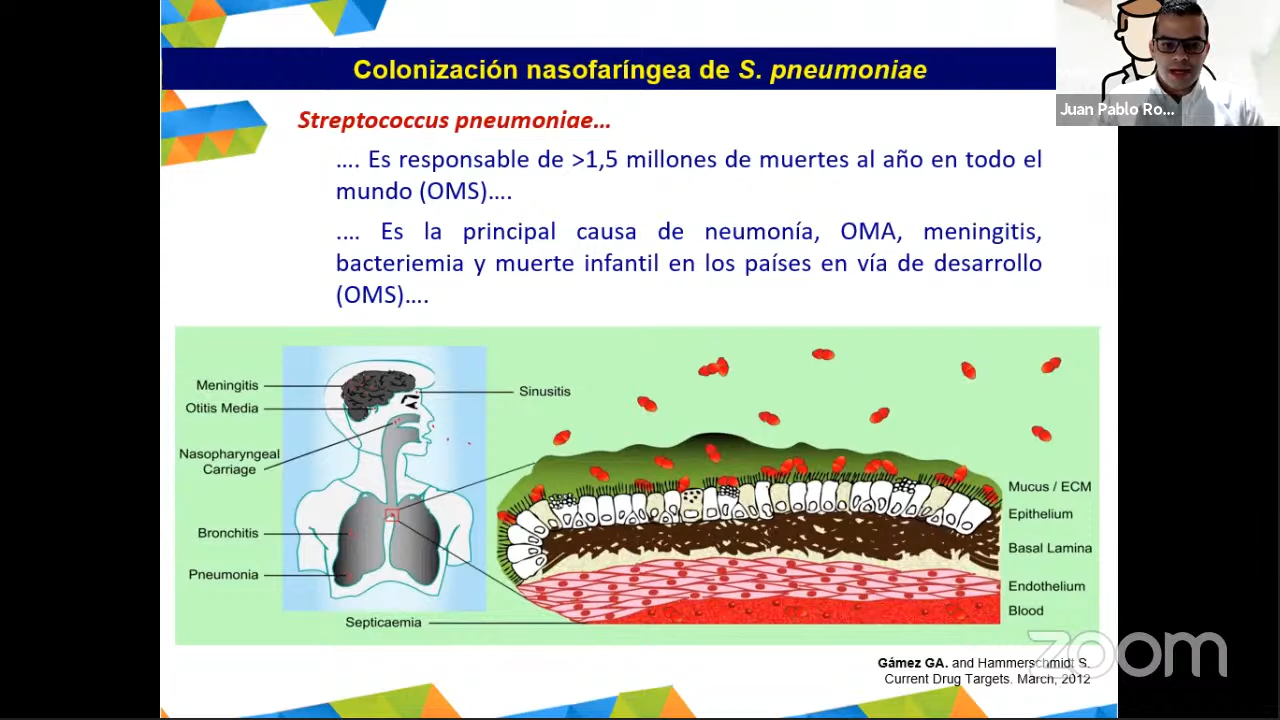 Colonización nasofaríngea de S. pneumoniae
Juan Pablo Ro...
Streptococcus pneumoniae…
.... Es responsable de >1,5 millones de muertes al año en todo el
mundo (OMS)….
.... Es la principal causa de neumonía, OMA, meningitis,
bacteriemia y muerte infantil en los países en vía de desarrollo
(OMS)….
Meningitis
Otitis Media
Nasopharyngeal
Carriage
Bronchitis
Pneumonia
Septicaemia
Sinusitis
Mucus / ECM
Epithelium
Basal Lamina
Endothelium
Blood
zoom
Gámez GA. and Hammerschmidt S.
Current Drug Targets. March, 2012